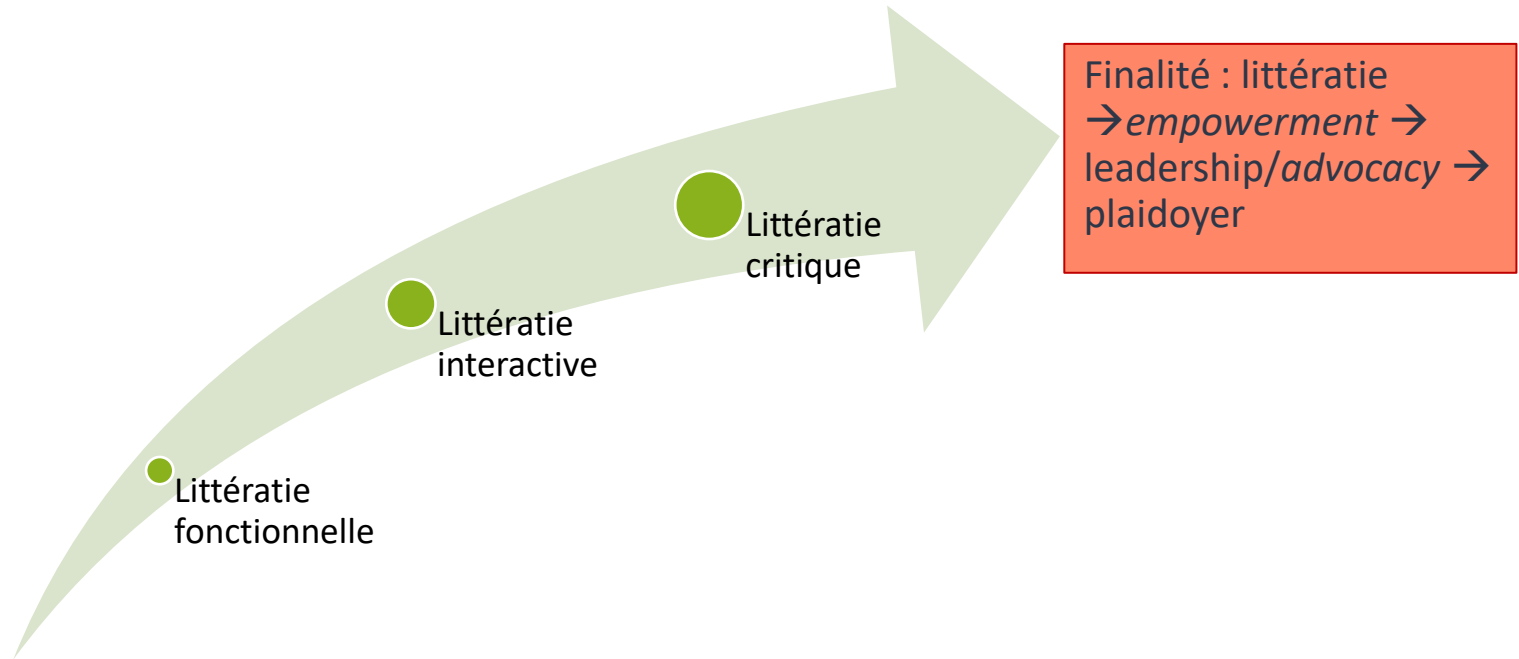 Finalité : littératie
→empowerment →
leadership/advocacy →
plaidoyer
Littératie
critique
Littératie
interactive
Littératie
fonctionnelle